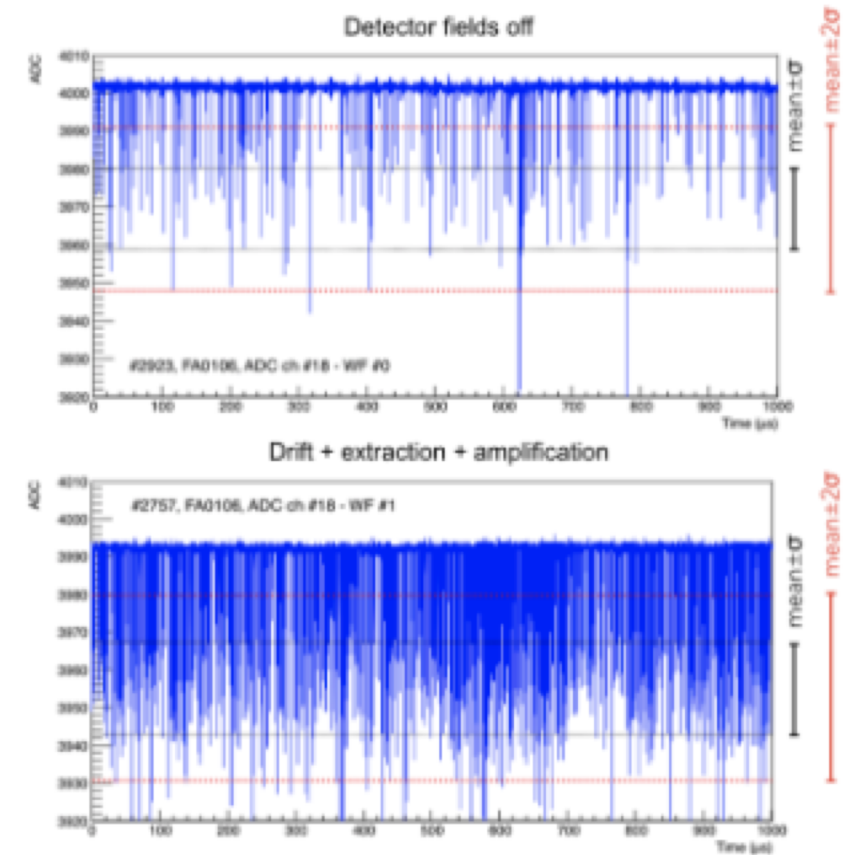 Detector fields off
ADC
4010
4000
3990
3980
3970
3960
3950
3940
3930
3920
#2923, FA0106, ADC ch #18 - WF #0
0 100 200 300 400 500 600 700 800 900 1000
Time (µs)
mean±σ
mean±2σ
Drift + extraction + amplification
ADC
4010
4000
3990
3980
3970
3960
3950
3940
3930
3920
#2757, FA0106, ADC ch #18 - WF #1
0 100 200 300 400 500 600 700 800 900 1000
Time (µs)
mean±σ
mean±2σ